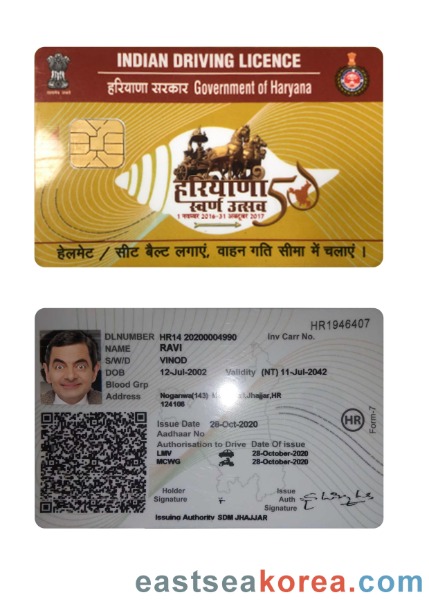 INDIAN DRIVING LICENCE
हरियाणा सरकार Government of Haryana
हरियाणा 50
स्वर्ण उत्सव
1 नवम्बर 2016-31 अक्टूबर 2017
हेलमेट / सीट बैल्ट लगाएं, वाहन गति सीमा में चलाएं ।
HR1946407
DLNUMBER HR14 20200004990 Inv Carr No.
NAME RAVI
S/W/D VINOD
DOB 12-Jul-2002 Validity (NT) 11-Jul-2042
Blood Grp
Address Noganwa(143) Jhajjar,HR
124106
Issue Date 28-Oct-2020
Aadhaar No
Authorisation to Drive Date Of issue
LMV 28-October-2020
MCWG 28-October-2020
HR
Form-7
Holder Signature
Issue Auth Signature
Issuing Authority SDM JHAJJAR
eastseakorea.com